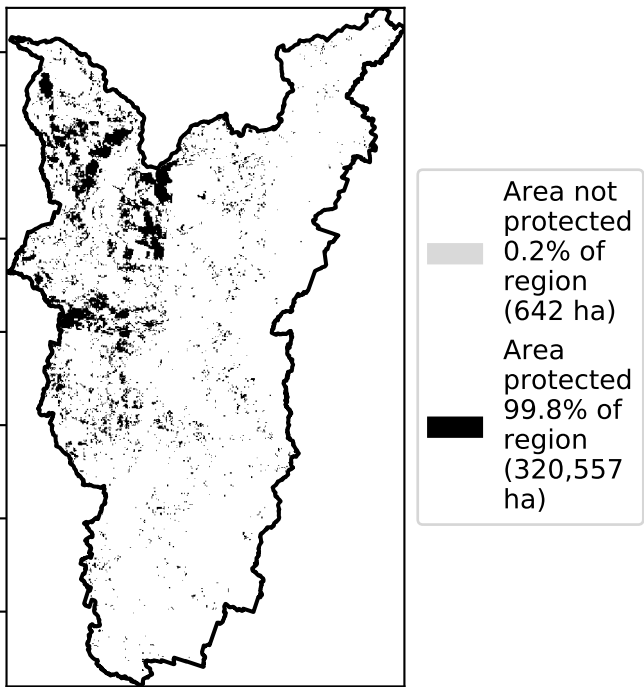 Area not
protected
0.2% of
region
(642 ha)
Area
protected
99.8% of
region
(320,557
ha)